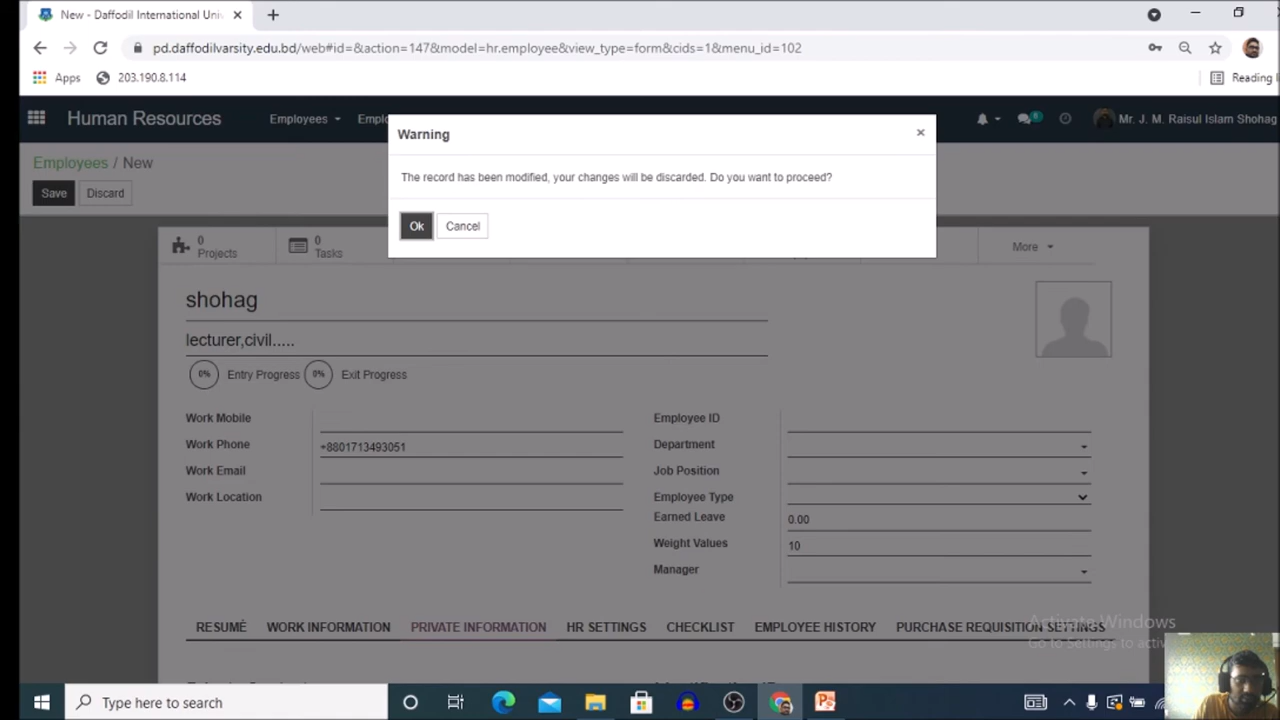 New - Daffodil International Uni
pd.daffodilvarsity.edu.bd/web#id=&action=147&model=hr.employee&view_type=form&cids=1&menu_id=102
Apps 203.190.8.114 Reading
Human Resources Employees Mr. J. M. Raisul Islam Shohag
Warning ×
Employees / New
The record has been modified, your changes will be discarded. Do you want to proceed?
Save Discard
Ok Cancel
0 Projects
0 Tasks
More
shohag
lecturer,civil.....
0% Entry Progress 0% Exit Progress
Work Mobile
Work Phone +8801713493051
Work Email
Work Location
Employee ID
Department
Job Position
Employee Type
Earned Leave 0.00
Weight Values 10
Manager
Activate Windows
RESUMÉ WORK INFORMATION PRIVATE INFORMATION HR SETTINGS CHECKLIST EMPLOYEE HISTORY PURCHASE REQUISITION SETTINGS
Go to Settings to activ
Type here to search